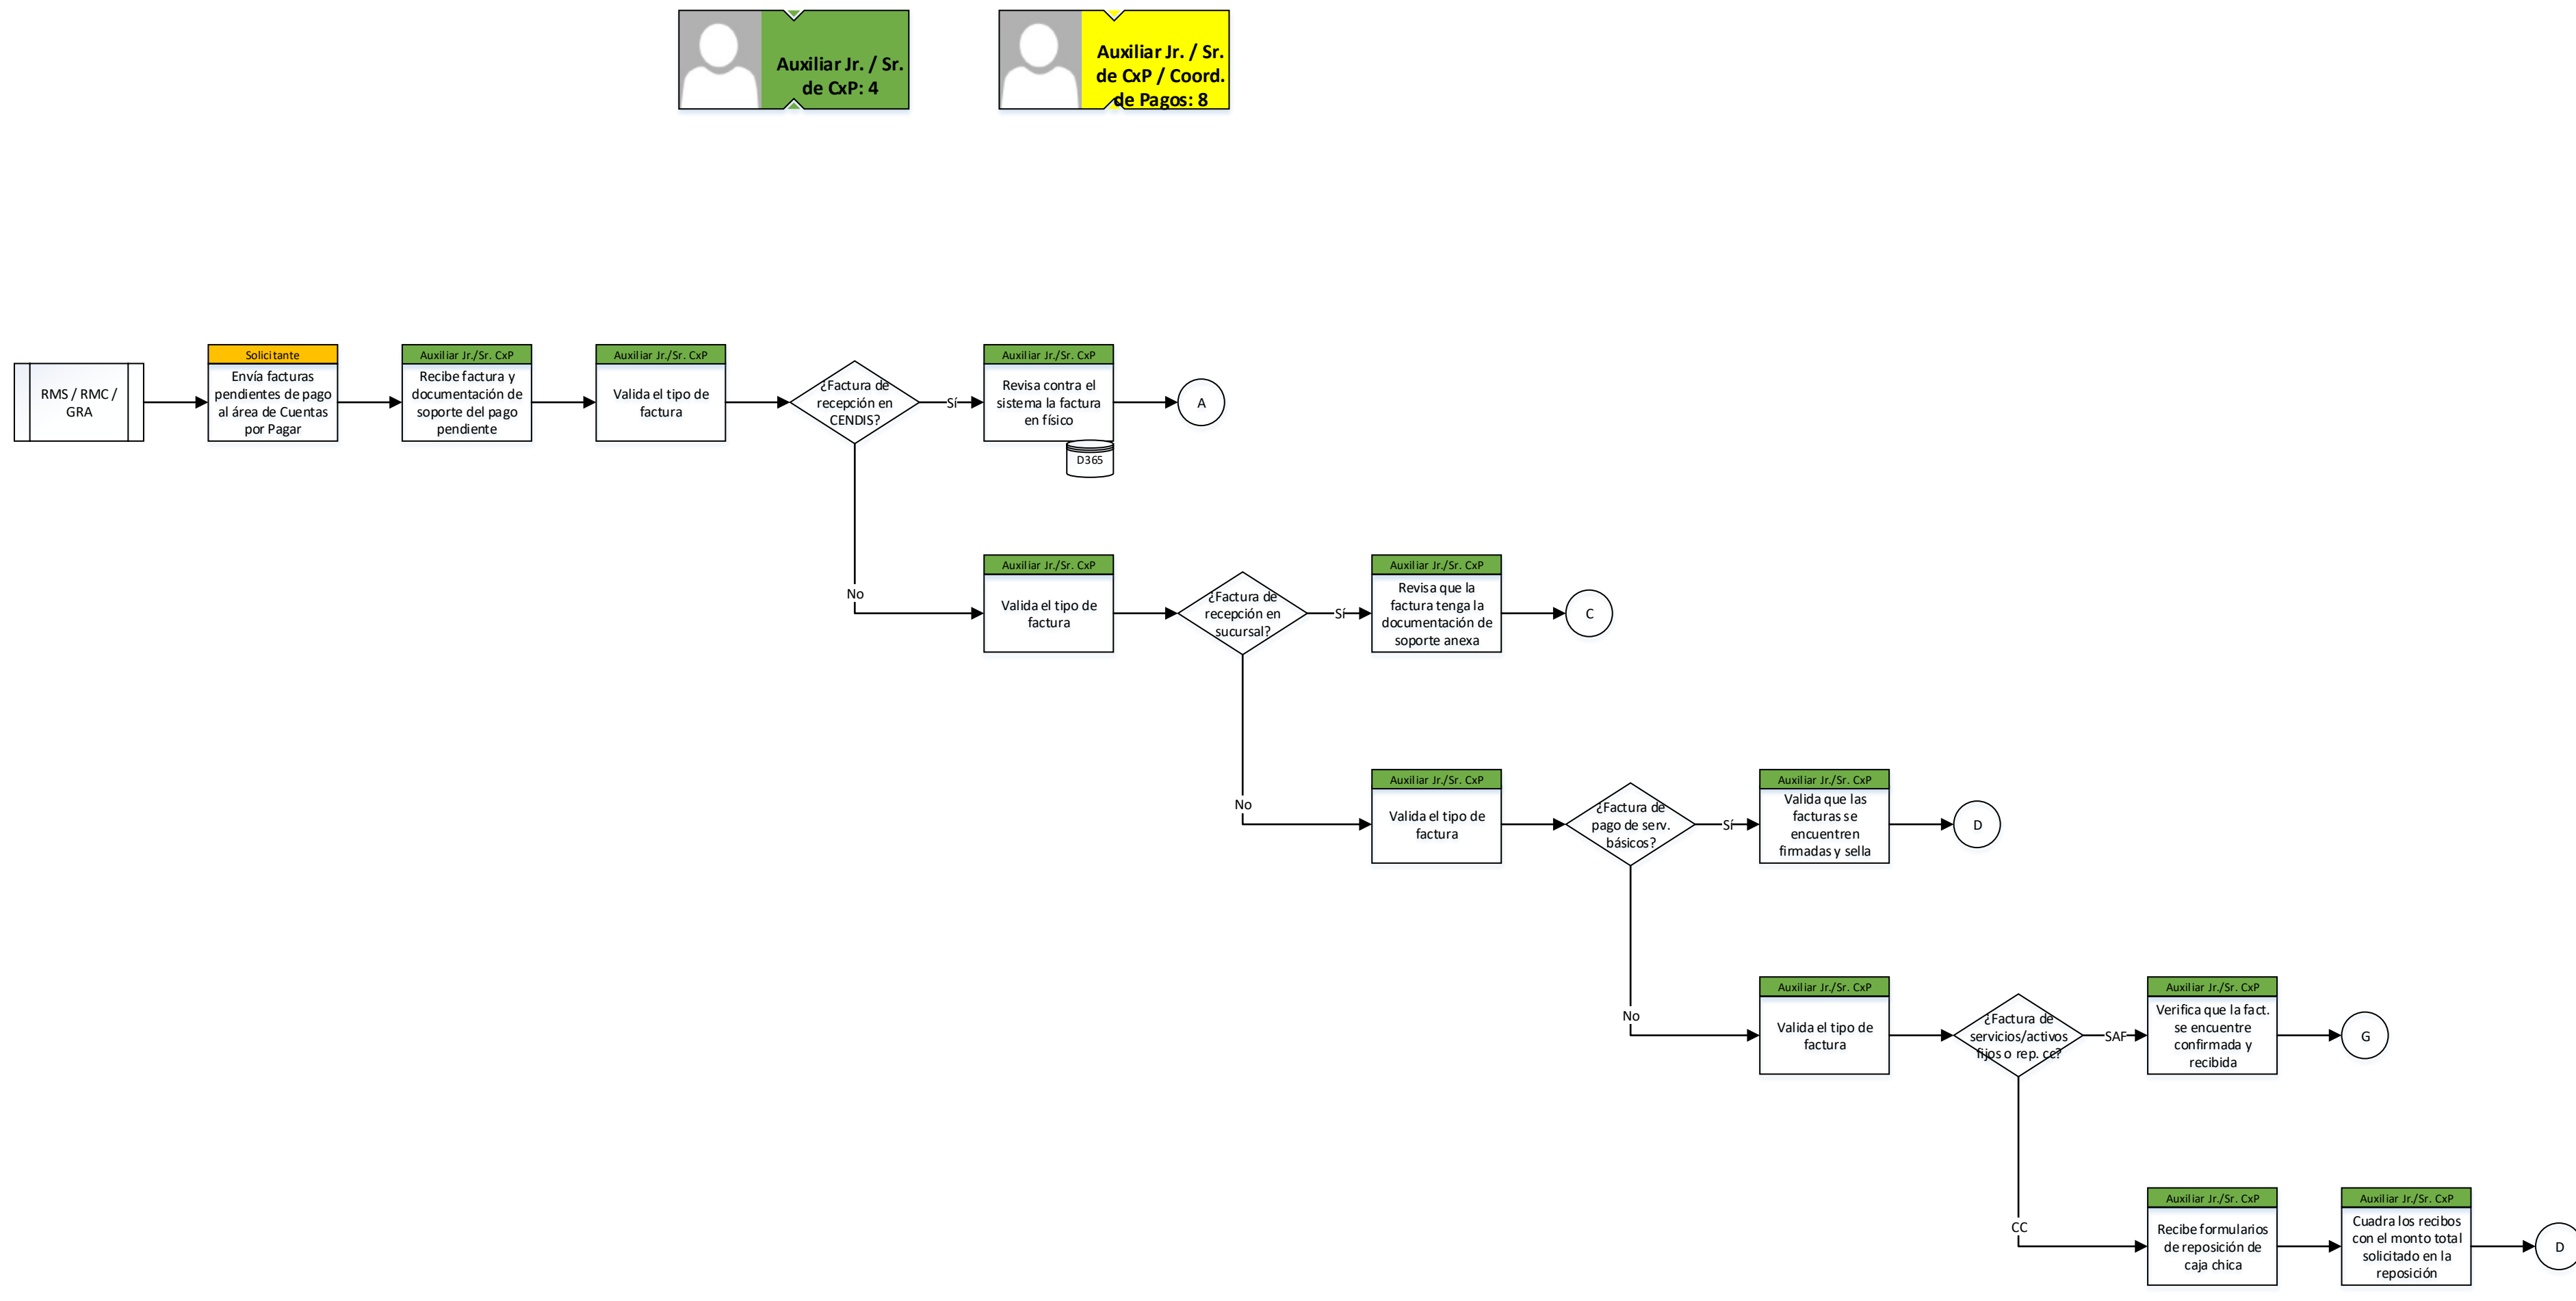 Auxiliar Jr. / Sr.
de CxP: 4
Auxiliar Jr. / Sr.
de CxP / Coord.
de Pagos: 8
RMS / RMC /
GRA
Solicitante
Envía facturas
pendientes de pago
al área de Cuentas
por Pagar
Auxiliar Jr./Sr. CxP
Recibe factura y
documentación de
soporte del pago
pendiente
Auxiliar Jr./Sr. CxP
Valida el tipo de
factura
¿Factura de
recepción en
CENDIS?
Sí
Auxiliar Jr./Sr. CxP
Revisa contra el
sistema la factura
en físico
D365
A
No
Auxiliar Jr./Sr. CxP
Valida el tipo de
factura
¿Factura de
recepción en
sucursal?
Sí
Auxiliar Jr./Sr. CxP
Revisa que la
factura tenga la
documentación de
soporte anexa
C
No
Auxiliar Jr./Sr. CxP
Valida el tipo de
factura
¿Factura de
pago de serv.
básicos?
Sí
Auxiliar Jr./Sr. CxP
Valida que las
facturas se
encuentren
firmadas y sella
D
No
Auxiliar Jr./Sr. CxP
Valida el tipo de
factura
¿Factura de
servicios/activos
fijos o rep. cc?
SAF
Auxiliar Jr./Sr. CxP
Verifica que la fact.
se encuentre
confirmada y
recibida
G
CC
Auxiliar Jr./Sr. CxP
Recibe formularios
de reposición de
caja chica
Auxiliar Jr./Sr. CxP
Cuadra los recibos
con el monto total
solicitado en la
reposición
D